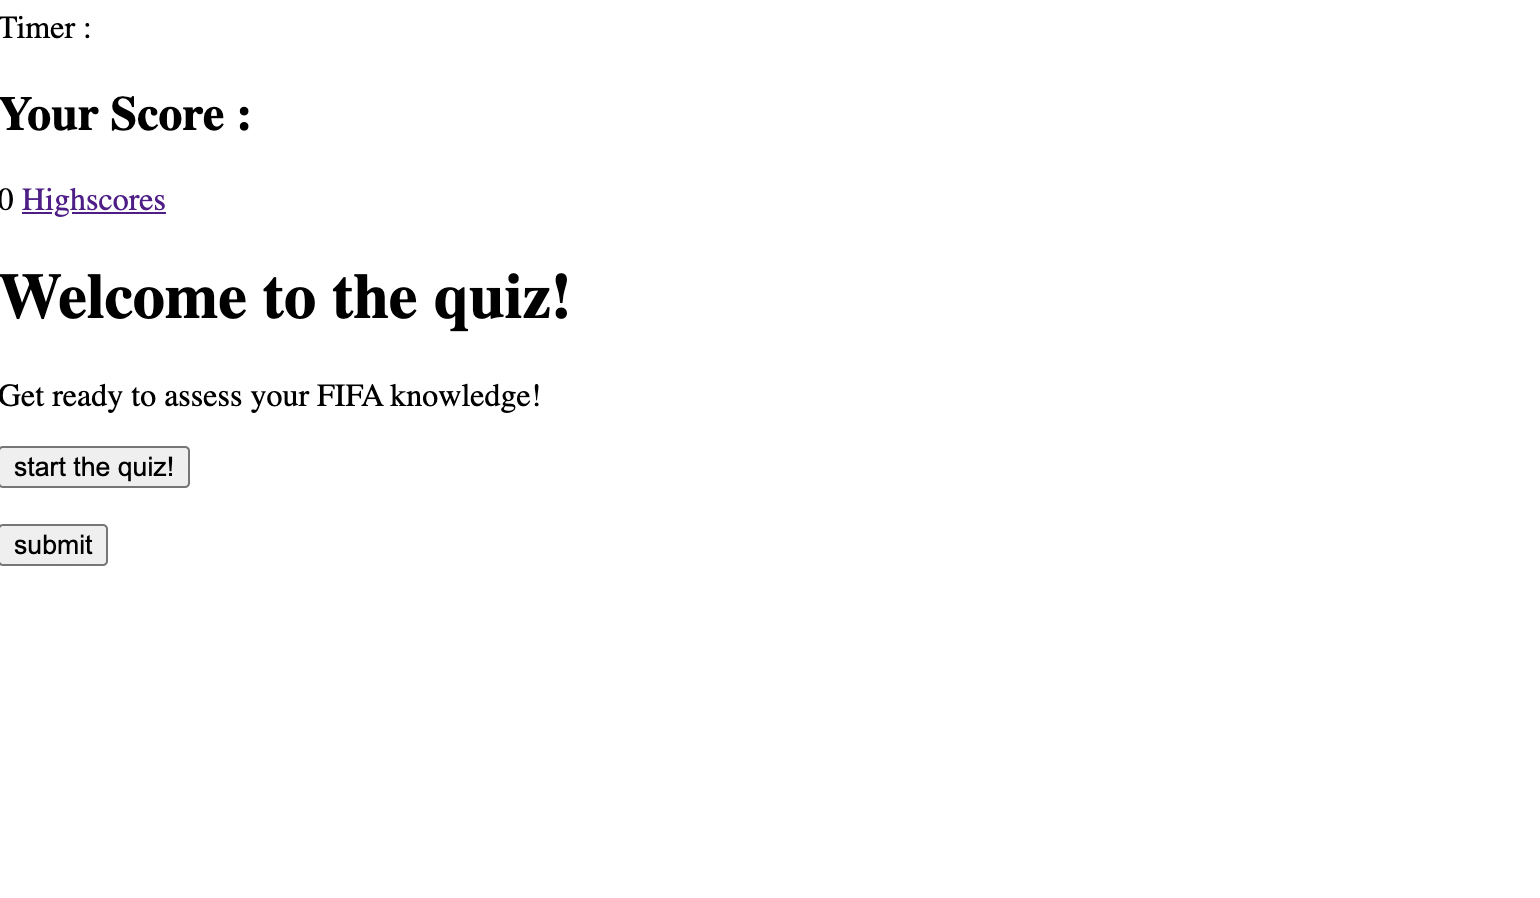 Timer :
Your Score :
0 Highscores
Welcome to the quiz!
Get ready to assess your FIFA knowledge!
start the quiz!
submit